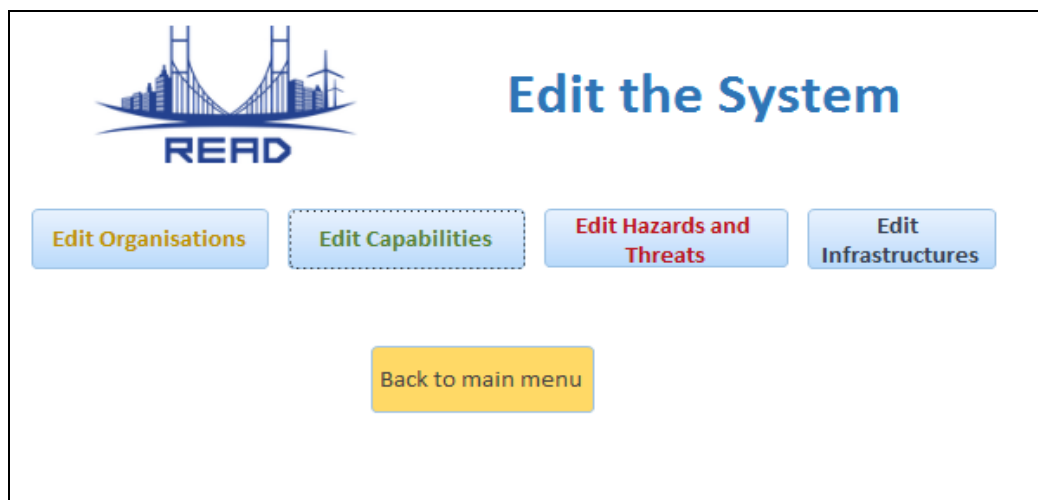 READ
Edit the System
Edit Organisations
Edit Capabilities
Edit Hazards and
Threats
Edit
Infrastructures
Back to main menu